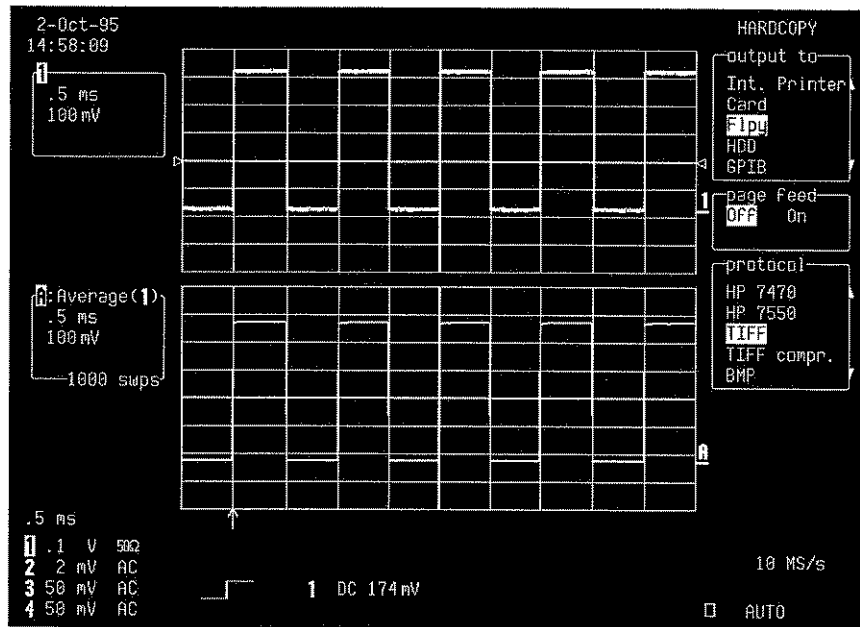 2-Oct-95
14:58:09
HARDCOPY
1
.5 ms
100 mV
output to
Int. Printer
Card
Flpy
HDD
GPIB
1
page feed
Off On
A:Average(1)
.5 ms
100 mV
1000 swps
protocol
HP 7470
HP 7550
TIFF
TIFF compr.
BMP
A
.5 ms
1 .1 V 50Ω
2 2 mV AC
3 50 mV AC
4 50 mV AC
1 DC 174 mV
10 MS/s
AUTO